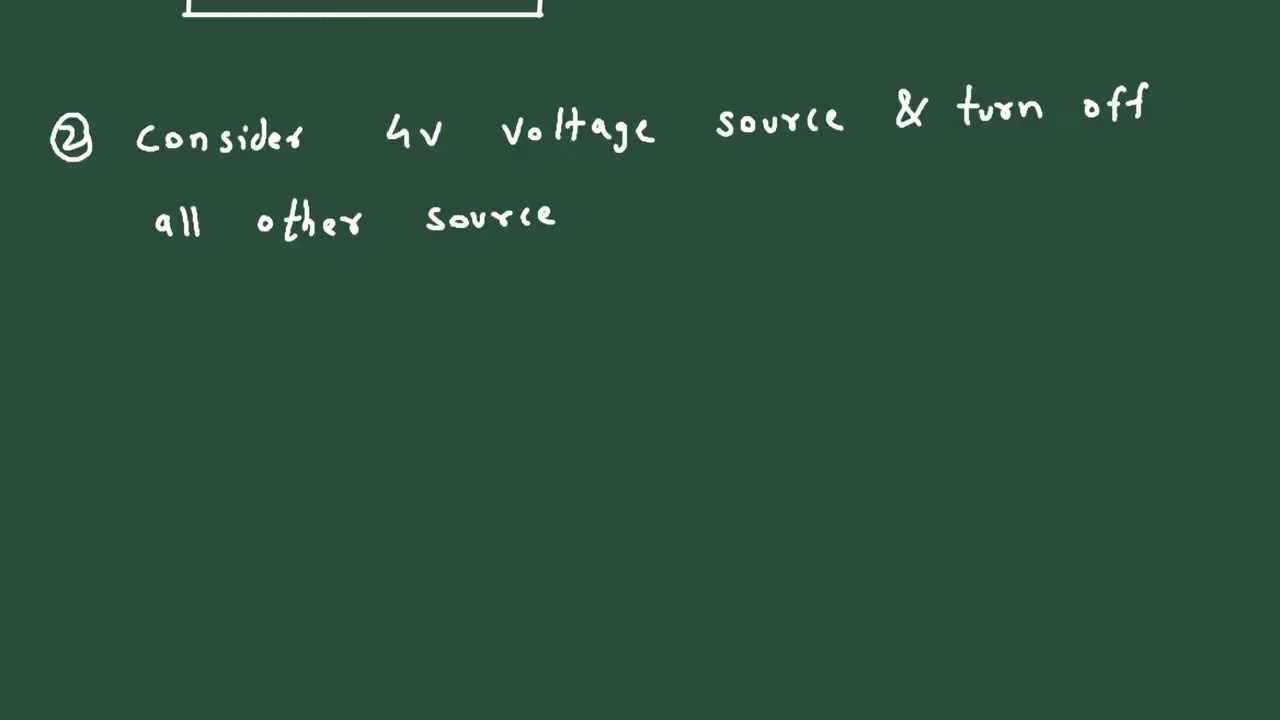 ② Consider 4v voltage source & turn off
all other source